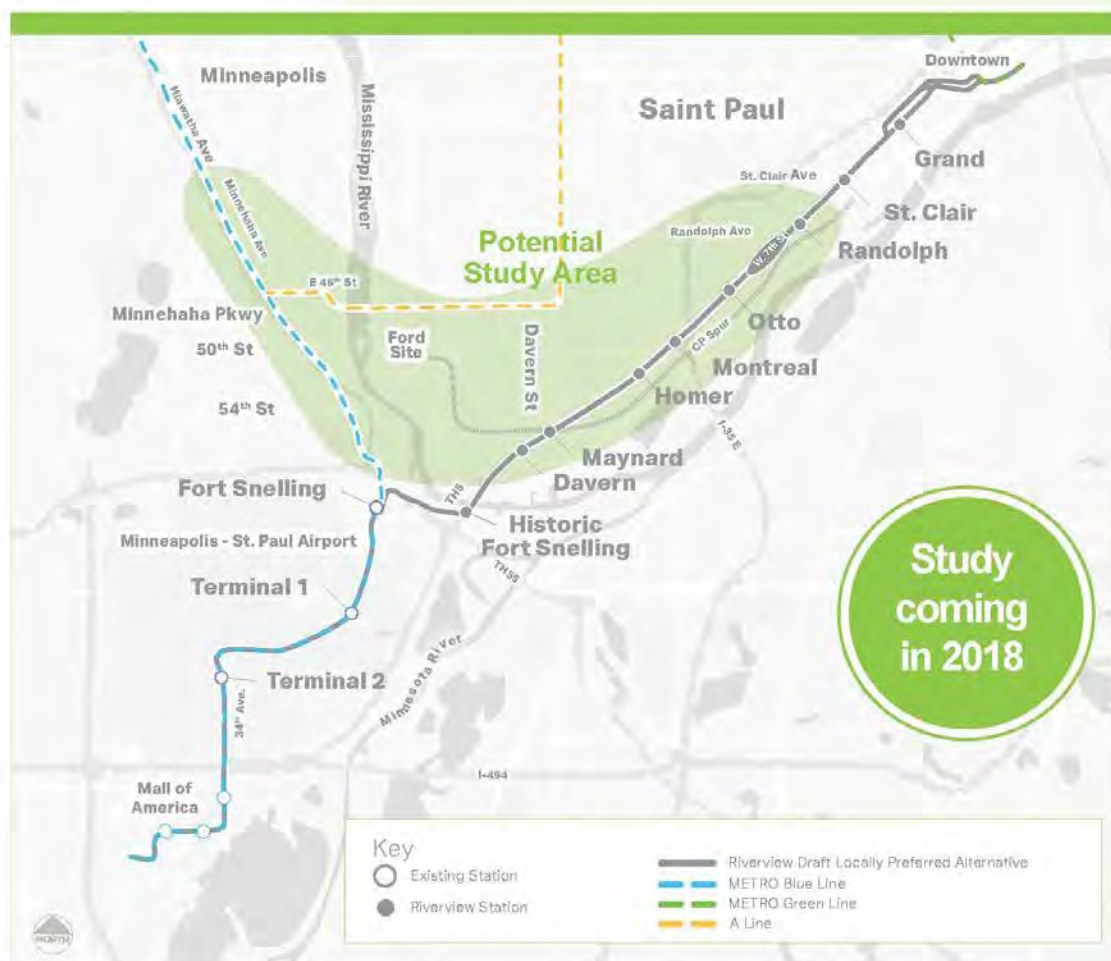 Downtown
Minneapolis
Saint Paul
Hiawatha Ave
Mississippi River
Grand
St. Clair Ave
Minnehaha Ave
St. Clair
Randolph Ave
Randolph
Potential
Study Area
W. 7th St
E 46th St
Minnehaha Pkwy
Otto
CP Spur
Ford
Site
Davern St
50th St
Montreal
Homer
54th St
I-35 E
Maynard
Davern
Fort Snelling
TH5
Historic
Fort Snelling
Minneapolis - St. Paul Airport
TH55
Study
coming
in 2018
Terminal 1
Terminal 2
Minnesota River
34th Ave.
I-494
Mall of
America
Key
Existing Station
Riverview Station
Riverview Draft Locally Preferred Alternative
METRO Blue Line
METRO Green Line
A Line
NORTH